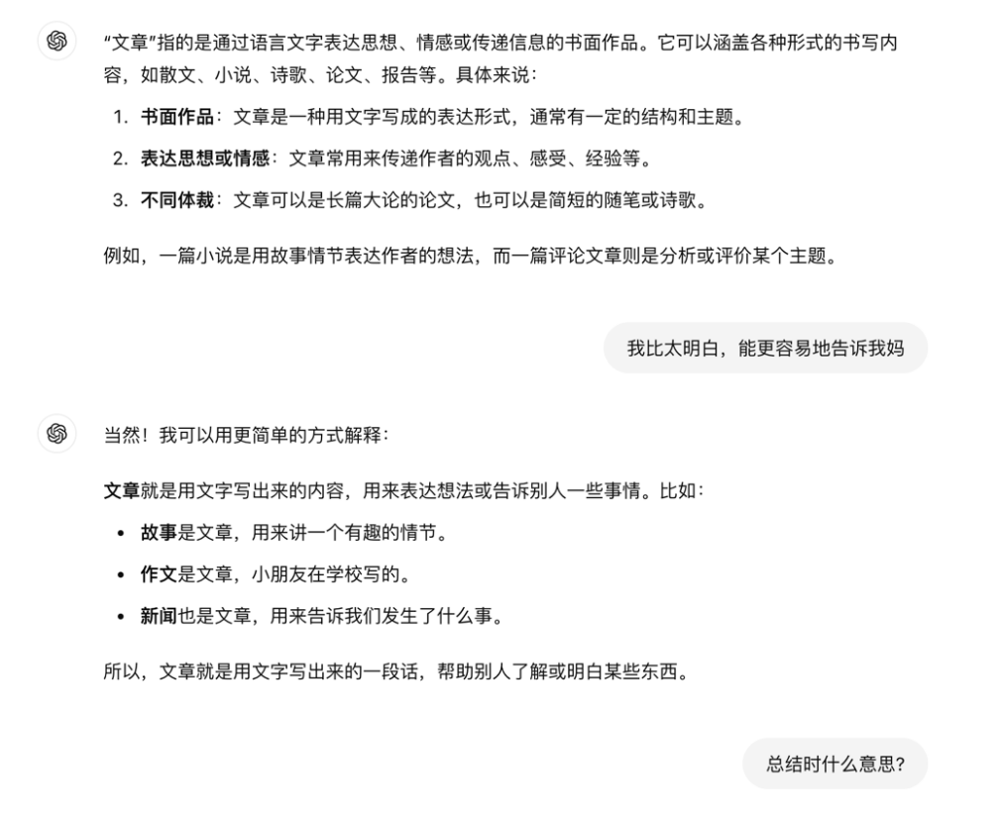 “文章”指的是通过语言文字表达思想、情感或传递信息的书面作品。它可以涵盖各种形式的书写内
容，如散文、小说、诗歌、论文、报告等。具体来说：
1. 书面作品：文章是一种用文字写成的表达形式，通常有一定的结构和主题。
2. 表达思想或情感：文章常用来传递作者的观点、感受、经验等。
3. 不同体裁：文章可以是长篇大论的论文，也可以是简短的随笔或诗歌。
例如，一篇小说是用故事情节表达作者的想法，而一篇评论文章则是分析或评价某个主题。
我比太明白，能更容易地告诉我妈
当然！我可以用更简单的方式解释：
文章就是用文字写出来的内容，用来表达想法或告诉别人一些事情。比如：
• 故事是文章，用来讲一个有趣的情节。
• 作文是文章，小朋友在学校写的。
• 新闻也是文章，用来告诉我们发生了什么事。
所以，文章就是用文字写出来的一段话，帮助别人了解或明白某些东西。
总结时什么意思？